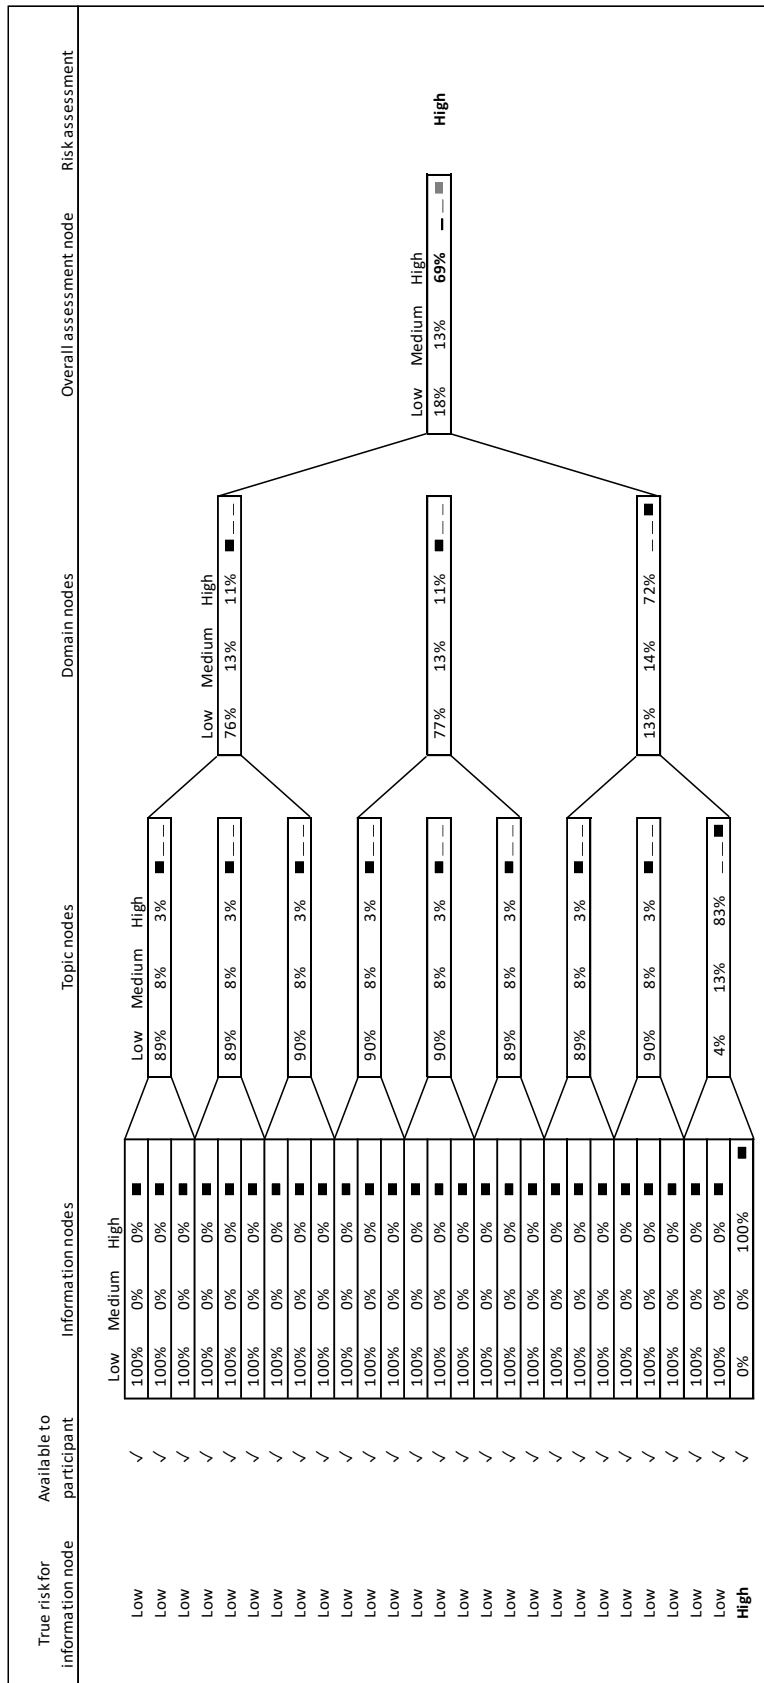 True risk for Available to Information nodes Topic nodes Domain nodes Overall assessment node Risk assessment
information node participant
Low Medium High
Low √ 100% 0% 0% Low Medium High
Low √ 100% 0% 0% 89% 8% 3%
Low √ 100% 0% 0%
Low √ 100% 0% 0% Low Medium High
Low √ 100% 0% 0% 89% 8% 3% 76% 13% 11%
Low √ 100% 0% 0%
Low √ 100% 0% 0%
Low √ 100% 0% 0% 90% 8% 3%
Low √ 100% 0% 0%
Low √ 100% 0% 0%
Low √ 100% 0% 0% 90% 8% 3%
Low √ 100% 0% 0%
Low √ 100% 0% 0% Low Medium High
Low √ 100% 0% 0% 90% 8% 3% 77% 13% 11% 18% 13% 69% High
Low √ 100% 0% 0%
Low √ 100% 0% 0%
Low √ 100% 0% 0% 89% 8% 3%
Low √ 100% 0% 0%
Low √ 100% 0% 0%
Low √ 100% 0% 0% 89% 8% 3%
Low √ 100% 0% 0%
Low √ 100% 0% 0%
Low √ 100% 0% 0% 90% 8% 3% 13% 14% 72%
Low √ 100% 0% 0%
Low √ 100% 0% 0%
Low √ 100% 0% 0% 4% 13% 83%
High √ 0% 0% 100%